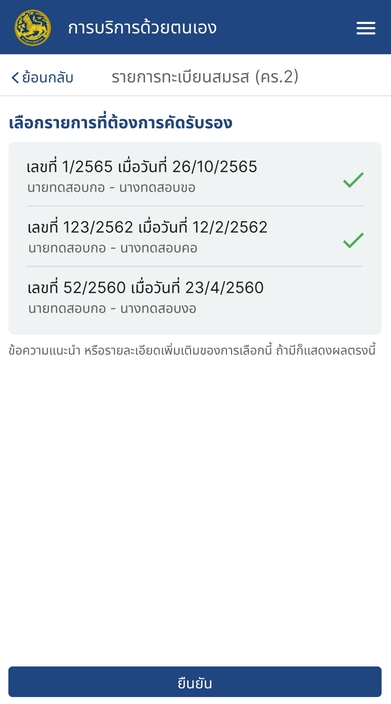 การบริการด้วยตนเอง
ย้อนกลับ รายการทะเบียนสมรส (คร.2)
เลือกรายการที่ต้องการคัดรับรอง
เลขที่ 1/2565 เมื่อวันที่ 26/10/2565
นายทดสอบกอ - นางทดสอบขอ
เลขที่ 123/2562 เมื่อวันที่ 12/2/2562
นายทดสอบกอ - นางทดสอบคอ
เลขที่ 52/2560 เมื่อวันที่ 23/4/2560
นายทดสอบกอ - นางทดสอบงอ
ข้อความแนะนำ หรือรายละเอียดเพิ่มเติมของการเลือกนี้ ถ้ามีก็แสดงผลตรงนี้
ยืนยัน